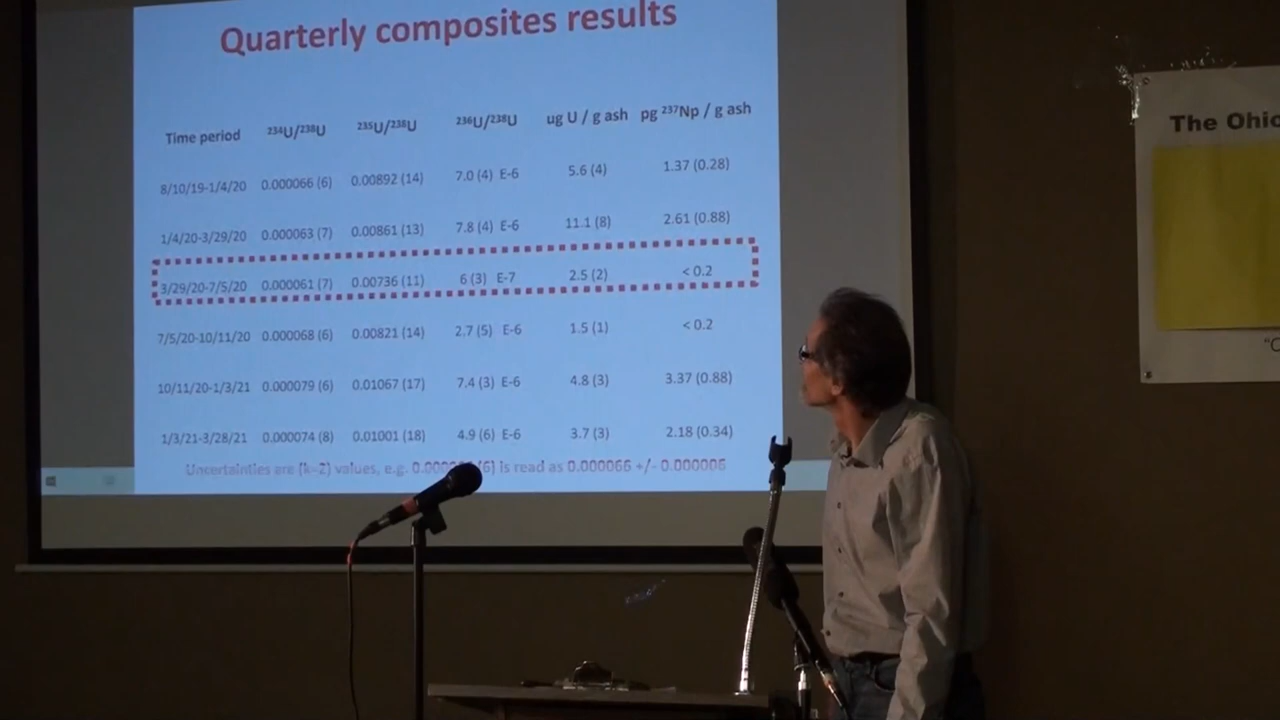 Quarterly composites results
Time period ²³⁴U/²³⁸U ²³⁵U/²³⁸U ²³⁶U/²³⁸U ug U / g ash pg ²³⁷Np / g ash
8/10/19-1/4/20 0.000066 (6) 0.00892 (14) 7.0 (4) E-6 5.6 (4) 1.37 (0.28)
1/4/20-3/29/20 0.000063 (7) 0.00861 (13) 7.8 (4) E-6 11.1 (8) 2.61 (0.88)
3/29/20-7/5/20 0.000061 (7) 0.00736 (11) 6 (3) E-7 2.5 (2) < 0.2
7/5/20-10/11/20 0.000068 (6) 0.00821 (14) 2.7 (5) E-6 1.5 (1) < 0.2
10/11/20-1/3/21 0.000079 (6) 0.01067 (17) 7.4 (3) E-6 4.8 (3) 3.37 (0.88)
1/3/21-3/28/21 0.000074 (8) 0.01001 (18) 4.9 (6) E-6 3.7 (3) 2.18 (0.34)
Uncertainties are (k=2) values, e.g. (6) is read as 0.000066 +/- 0.000006
The Ohio